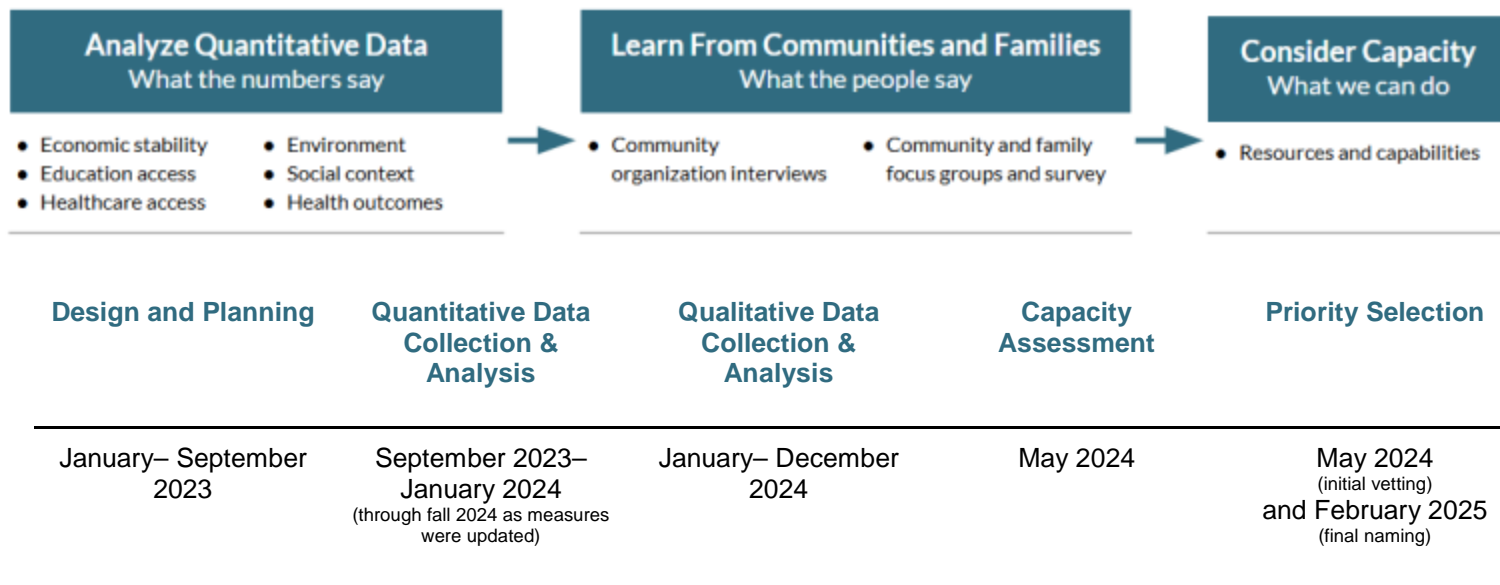 Analyze Quantitative Data
What the numbers say
● Economic stability
● Education access
● Healthcare access
● Environment
● Social context
● Health outcomes
Learn From Communities and Families
What the people say
● Community
organization interviews
● Community and family
focus groups and survey
Consider Capacity
What we can do
● Resources and capabilities
Design and Planning
Quantitative Data
Collection &
Analysis
Qualitative Data
Collection &
Analysis
Capacity
Assessment
Priority Selection
January– September
2023
September 2023–
January 2024
(through fall 2024 as measures
were updated)
January– December
2024
May 2024
May 2024
(initial vetting)
and February 2025
(final naming)